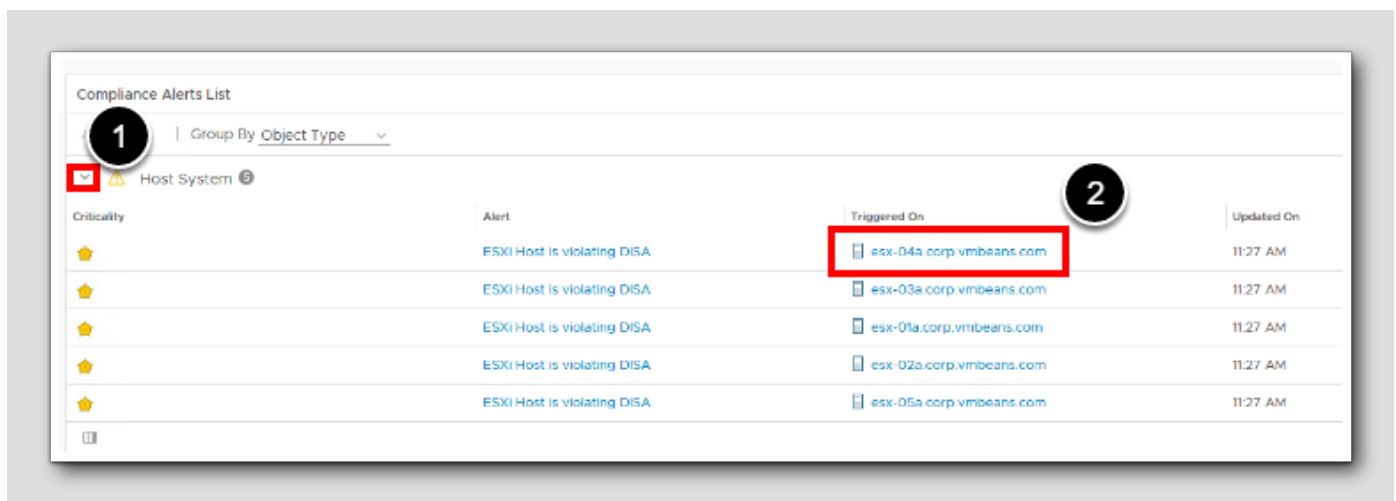 Compliance Alerts List
1
Group By Object Type
Host System 5
Criticality Alert Triggered On 2 Updated On
ESXi Host is violating DISA esx-04a.corp.vmbeans.com 11:27 AM
ESXi Host is violating DISA esx-03a.corp.vmbeans.com 11:27 AM
ESXi Host is violating DISA esx-01a.corp.vmbeans.com 11:27 AM
ESXi Host is violating DISA esx-02a.corp.vmbeans.com 11:27 AM
ESXi Host is violating DISA esx-05a.corp.vmbeans.com 11:27 AM